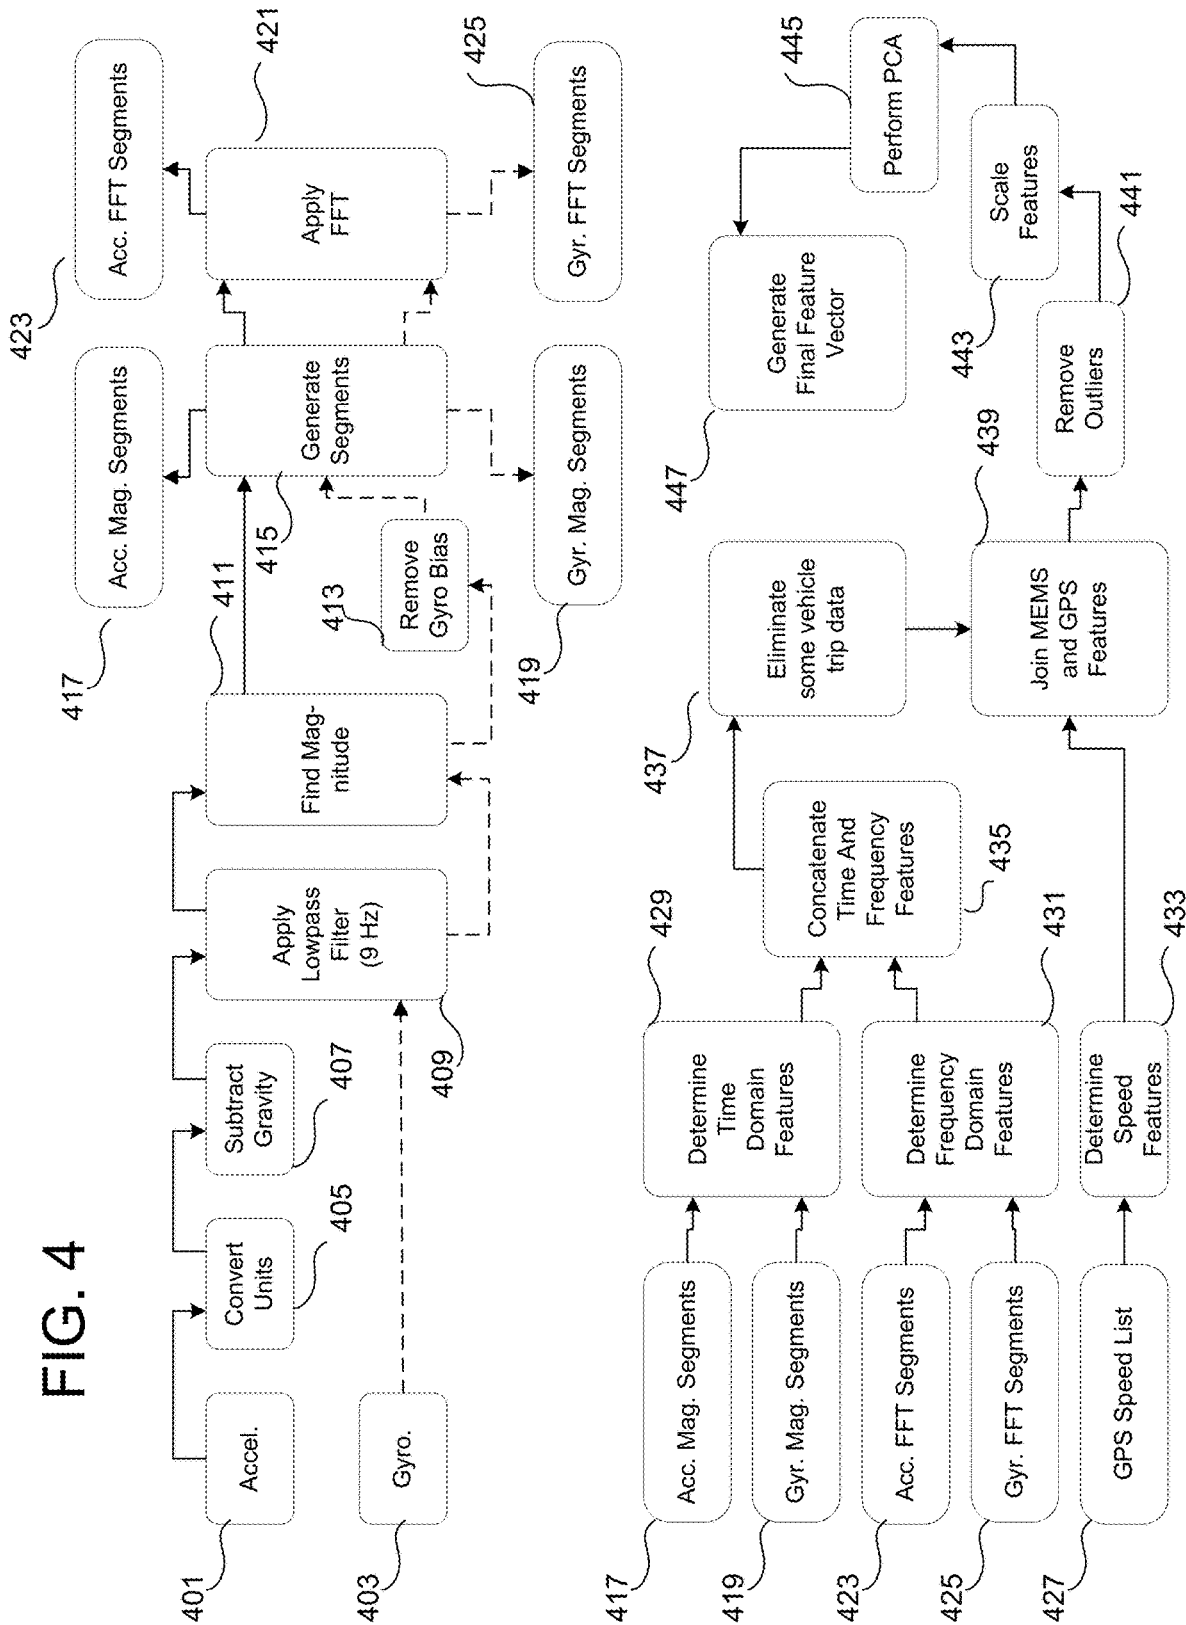 FIG. 4
401
Accel.
403
Gyro.
Convert
Units
405
Subtract
Gravity
407
Apply
Lowpass
Filter
(9 Hz)
409
Find Mag-
nitude
411
Remove
Gyro Bias
413
Generate
Segments
415
Acc. Mag. Segments
417
Gyr. Mag. Segments
419
Apply
FFT
421
Acc. FFT Segments
423
Gyr. FFT Segments
425
417
Acc. Mag. Segments
419
Gyr. Mag. Segments
423
Acc. FFT Segments
425
Gyr. FFT Segments
427
GPS Speed List
Determine
Time
Domain
Features
429
Determine
Frequency
Domain
Features
431
Determine
Speed
Features
433
Concatenate
Time And
Frequency
Features
435
Eliminate
some vehicle
trip data
437
Join MEMS
and GPS
Features
439
Remove
Outliers
441
Scale
Features
443
Perform PCA
445
Generate
Final Feature
Vector
447